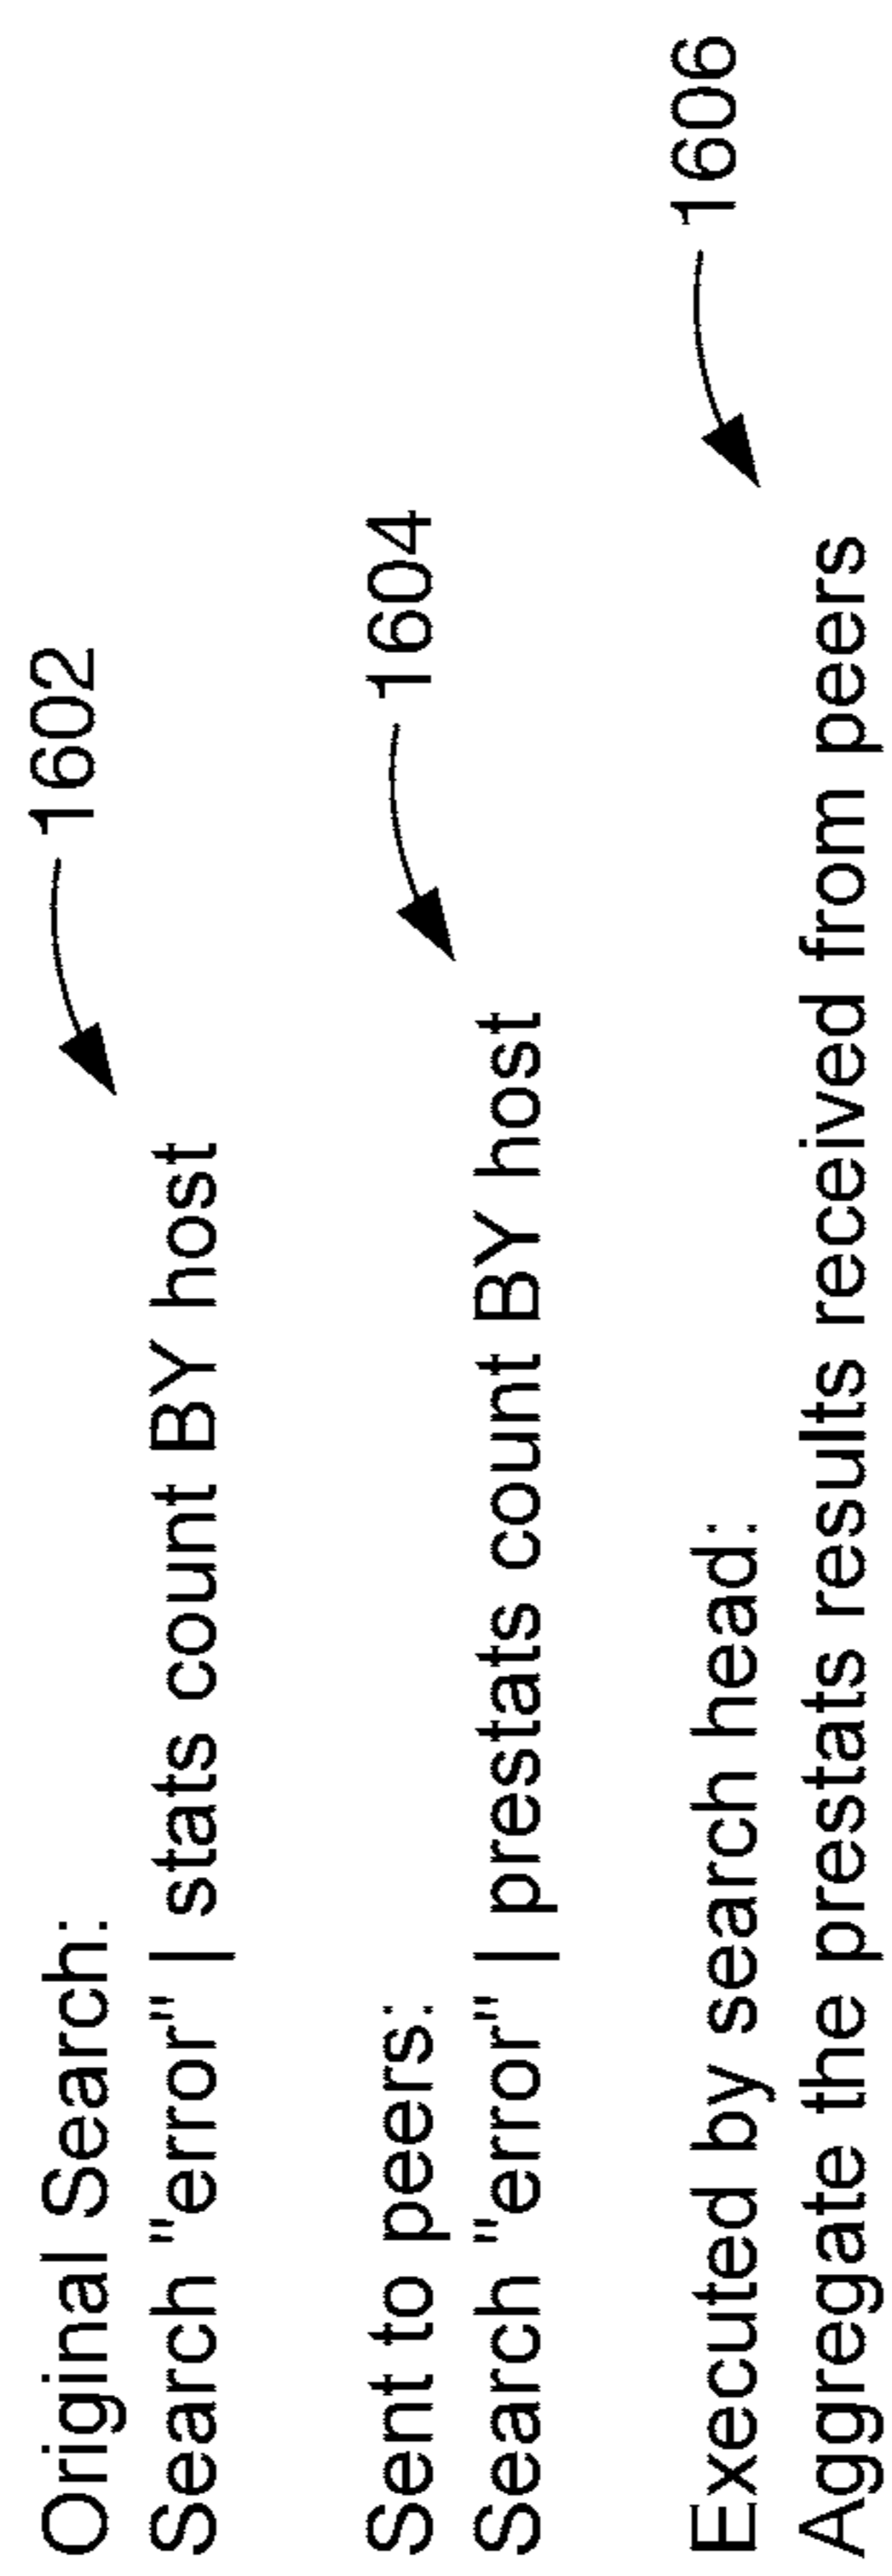 Original Search:
1602
Search "error" | stats count BY host
Sent to peers:
1604
Search "error" | prestats count BY host
Executed by search head:
1606
Aggregate the prestats results received from peers